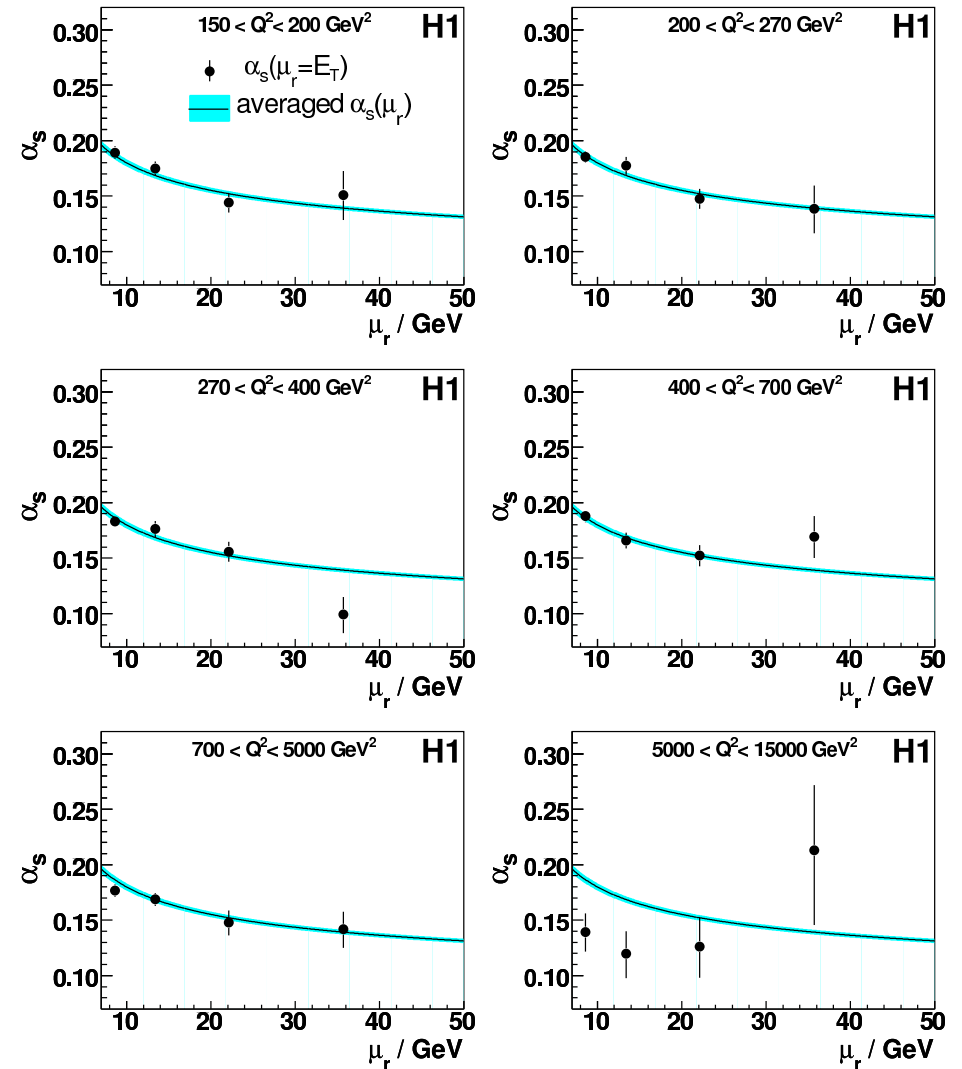 150 < Q² < 200 GeV² H1
α_s(μ_r=E_T)
averaged α_s(μ_r)
0.30
0.25
0.20
0.15
0.10
α_s
10 20 30 40 50
μ_r / GeV
200 < Q² < 270 GeV² H1
0.30
0.25
0.20
0.15
0.10
α_s
10 20 30 40 50
μ_r / GeV
270 < Q² < 400 GeV² H1
0.30
0.25
0.20
0.15
0.10
α_s
10 20 30 40 50
μ_r / GeV
400 < Q² < 700 GeV² H1
0.30
0.25
0.20
0.15
0.10
α_s
10 20 30 40 50
μ_r / GeV
700 < Q² < 5000 GeV² H1
0.30
0.25
0.20
0.15
0.10
α_s
10 20 30 40 50
μ_r / GeV
5000 < Q² < 15000 GeV² H1
0.30
0.25
0.20
0.15
0.10
α_s
10 20 30 40 50
μ_r / GeV